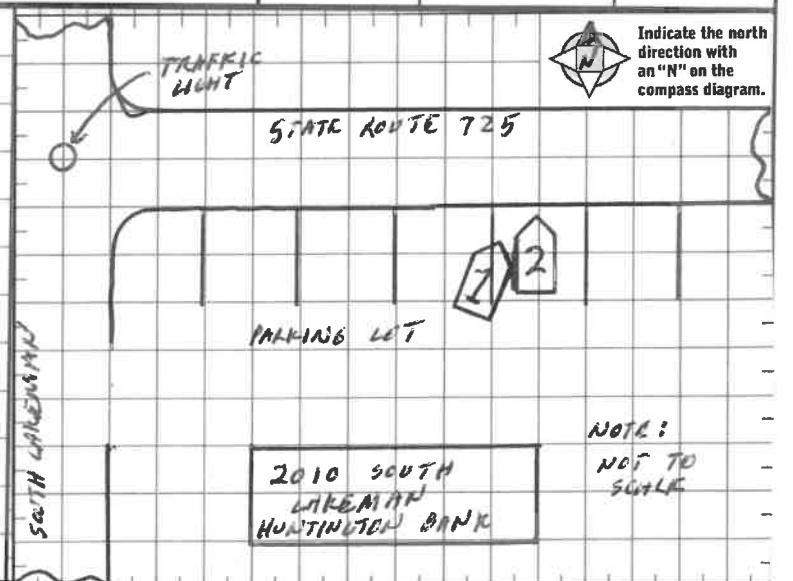 Indicate the north
direction with
an "N" on the
compass diagram.
N
TRAFFIC
LIGHT
STATE ROUTE 725
1
2
PARKING LOT
SOUTH LAKEMAN
NOTE:
NOT TO
SCALE
2010 SOUTH
LAKEMAN
HUNTINGTON BANK